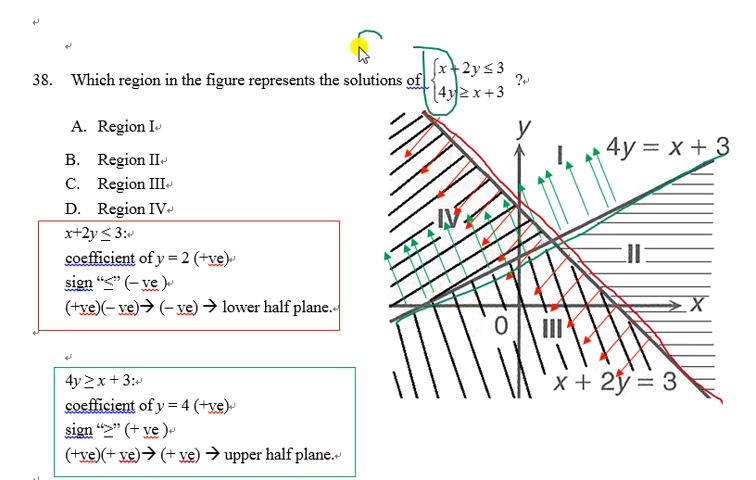 38. Which region in the figure represents the solutions of { x + 2y ≤ 3
4y ≥ x + 3 ?
A. Region I
B. Region II
C. Region III
D. Region IV
x+2y ≤ 3:
coefficient of y = 2 (+ve)
sign “≤” (– ve )
(+ve)(– ve)→ (– ve) → lower half plane.
4y ≥ x + 3:
coefficient of y = 4 (+ve)
sign “≥” (+ ve )
(+ve)(+ ve)→ (+ ve) → upper half plane.
y
I
4y = x + 3
IV
II
x
0
III
x + 2y = 3